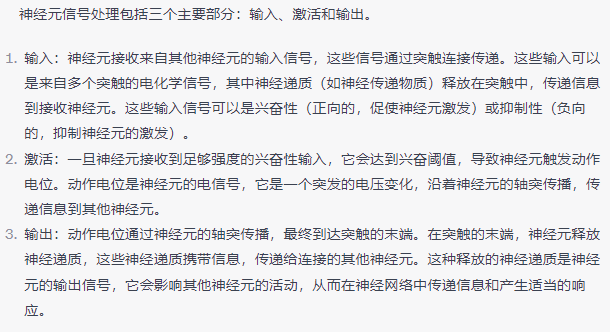 神经元信号处理包括三个主要部分：输入、激活和输出。
1. 输入：神经元接收来自其他神经元的输入信号，这些信号通过突触连接传递。这些输入可以
是来自多个突触的电化学信号，其中神经递质（如神经传递物质）释放在突触中，传递信息
到接收神经元。这些输入信号可以是兴奋性（正向的，促使神经元激发）或抑制性（负向
的，抑制神经元的激发）。
2. 激活：一旦神经元接收到足够强度的兴奋性输入，它会达到兴奋阈值，导致神经元触发动作
电位。动作电位是神经元的电信号，它是一个突发的电压变化，沿着神经元的轴突传播，传
递信息到其他神经元。
3. 输出：动作电位通过神经元的轴突传播，最终到达突触的末端。在突触的末端，神经元释放
神经递质，这些神经递质携带信息，传递给连接的其他神经元。这种释放的神经递质是神经
元的输出信号，它会影响其他神经元的活动，从而在神经网络中传递信息和产生适当的响
应。